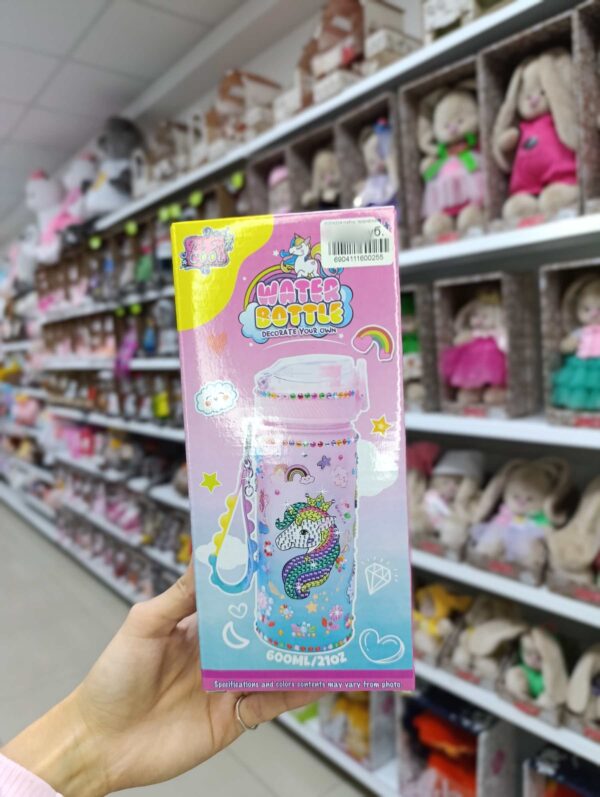 6904111600255
WATER
BOTTLE
DECORATE YOUR OWN
600ML/21OZ
Specifications and colors contents may vary from photo